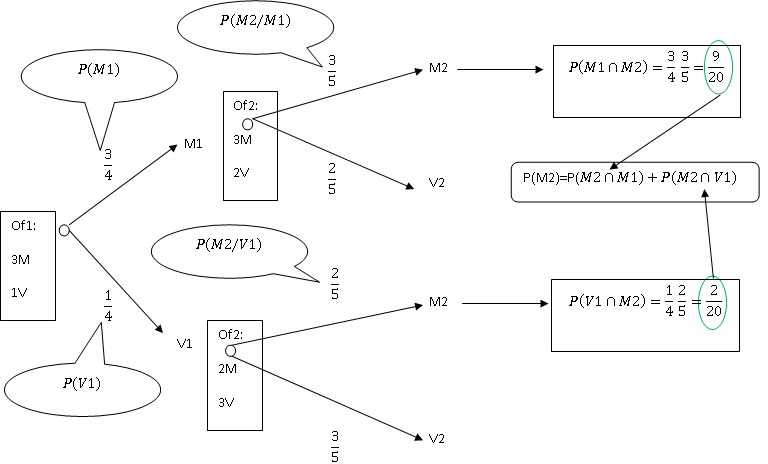 P(M2/M1)
P(M1)
3/5
M2
P(M1 ∩ M2) = 3/4 3/5 = 9/20
Of2:
3M
2V
M1
3/4
2/5
V2
P(M2)=P(M2 ∩ M1) + P(M2 ∩ V1)
Of1:
3M
1V
P(M2/V1)
2/5
M2
P(V1 ∩ M2) = 1/4 2/5 = 2/20
1/4
V1
Of2:
2M
3V
P(V1)
3/5
V2